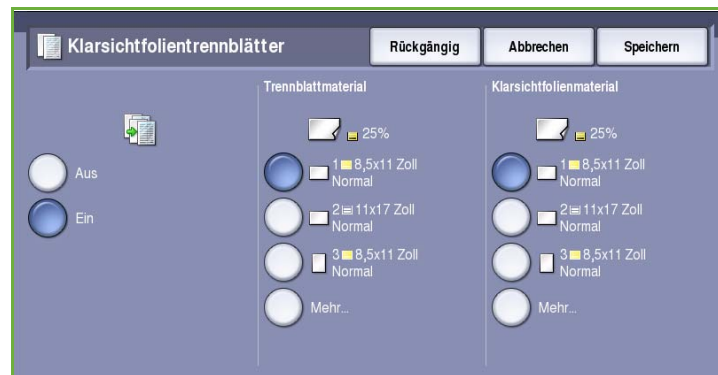 Klarsichtfolientrennblätter
Rückgängig
Abbrechen
Speichern
Aus
Ein
Trennblattmaterial
25%
1 8,5x11 Zoll
Normal
2 11x17 Zoll
Normal
3 8,5x11 Zoll
Normal
Mehr...
Klarsichtfolienmaterial
25%
1 8,5x11 Zoll
Normal
2 11x17 Zoll
Normal
3 8,5x11 Zoll
Normal
Mehr...